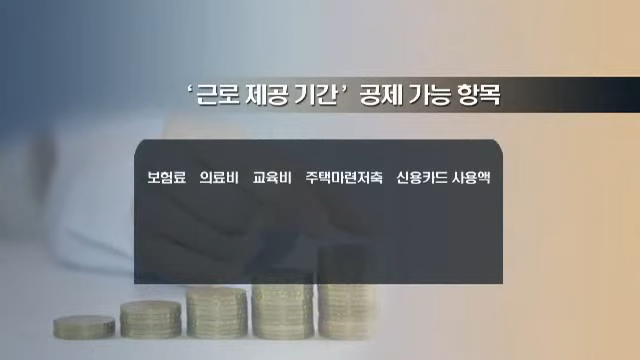 ‘근로 제공 기간’ 공제 가능 항목
보험료 의료비 교육비 주택마련저축 신용카드 사용액